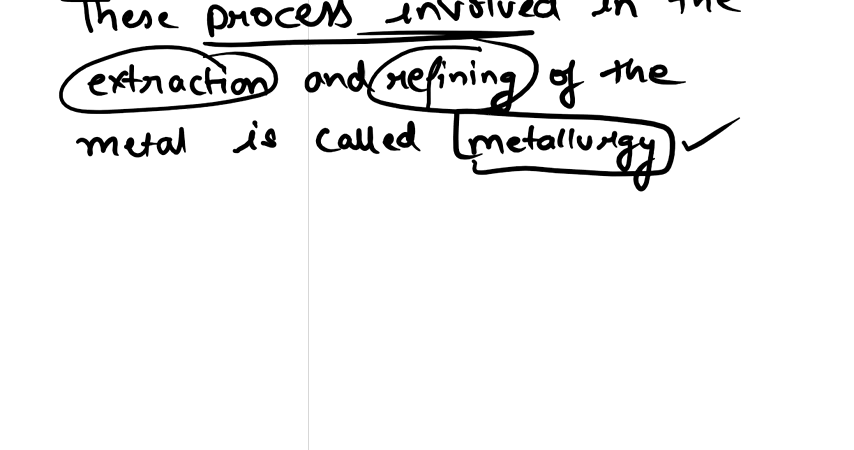 These process involved in the
extraction and refining of the
metal is called metallurgy